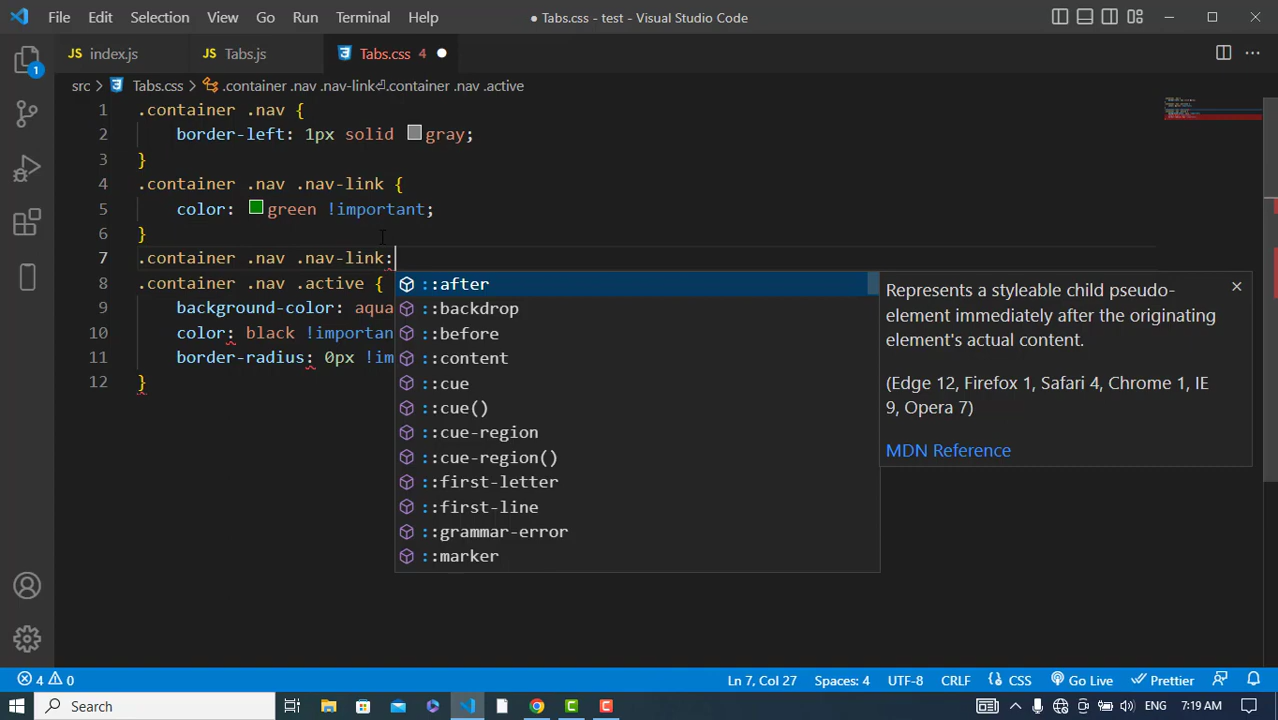 File Edit Selection View Go Run Terminal Help ● Tabs.css - test - Visual Studio Code
JS index.js JS Tabs.js Tabs.css 4
src > Tabs.css > .container .nav .nav-link⏎.container .nav .active
1 .container .nav {
2 border-left: 1px solid gray;
3 }
4 .container .nav .nav-link {
5 color: green !important;
6 }
7 .container .nav .nav-link:
8 .container .nav .active {
9 background-color: aqua
10 color: black !importan
11 border-radius: 0px !im
12 }
::after
::backdrop
::before
::content
::cue
::cue()
::cue-region
::cue-region()
::first-letter
::first-line
::grammar-error
::marker
Represents a styleable child pseudo-
element immediately after the originating
element's actual content.
(Edge 12, Firefox 1, Safari 4, Chrome 1, IE
9, Opera 7)
MDN Reference
1
4 0 Ln 7, Col 27 Spaces: 4 UTF-8 CRLF {} CSS Go Live Prettier
Search ENG 7:19 AM